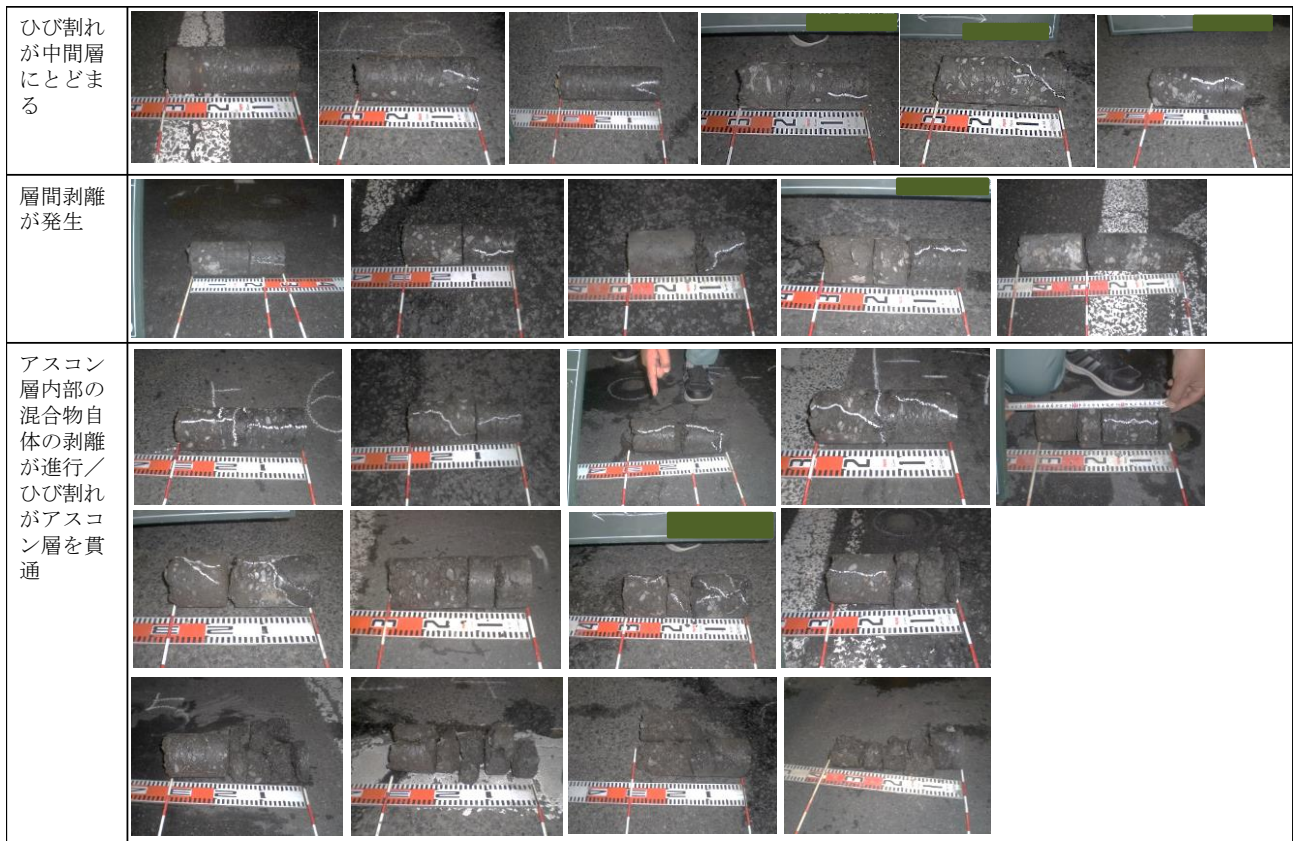 ひび割れ
が中間層
にとどま
る
層間剥離
が発生
アスコン
層内部の
混合物自
体の剥離
が進行／
ひび割れ
がアスコ
ン層を貫
通